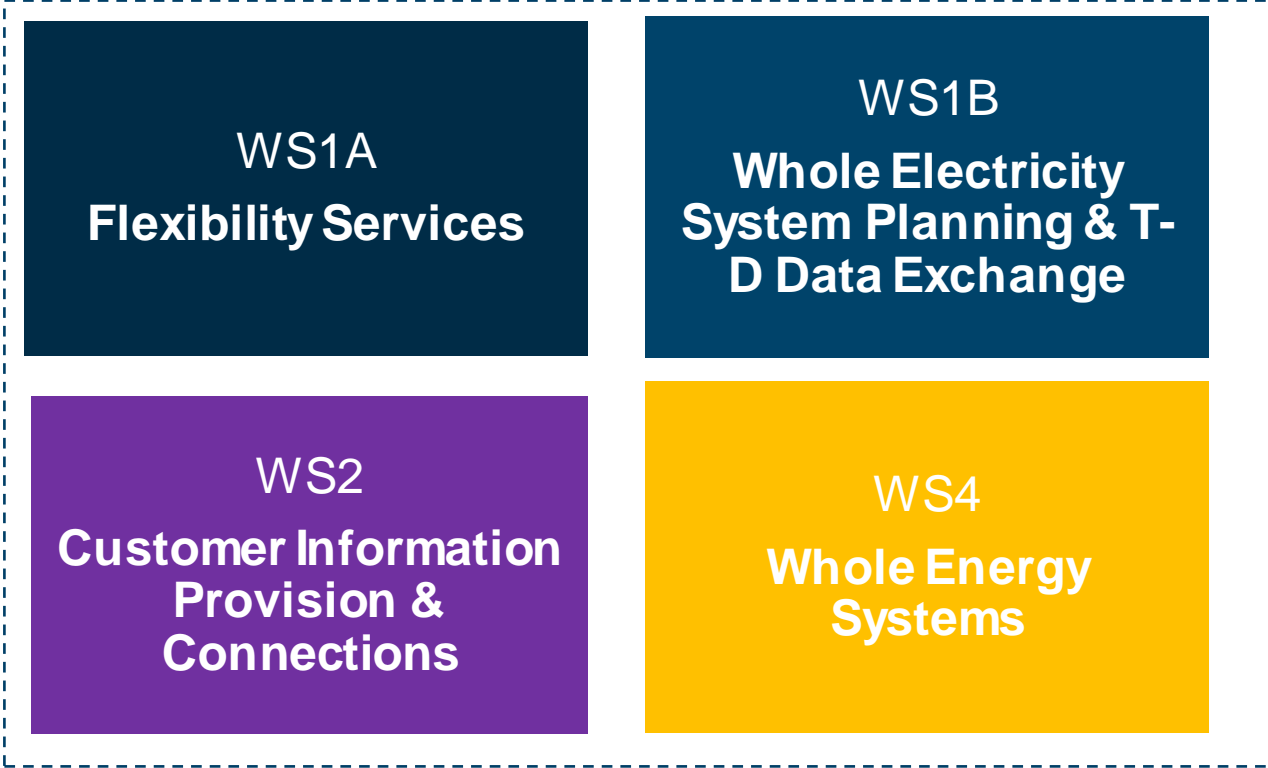 WS1A
Flexibility Services
WS1B
Whole Electricity
System Planning & T-
D Data Exchange
WS2
Customer Information
Provision &
Connections
WS4
Whole Energy
Systems